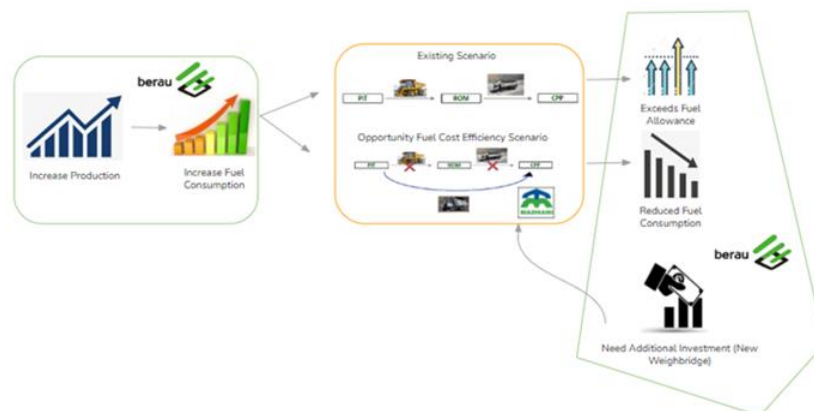 berau
Increase Production
Increase Fuel
Consumption
Existing Scenario
PIT
ROM
CPP
Opportunity Fuel Cost Efficiency Scenario
PIT
ROM
CPP
MADHANI
Exceeds Fuel
Allowance
Reduced Fuel
Consumption
berau
Need Additional Investment (New
Weighbridge)